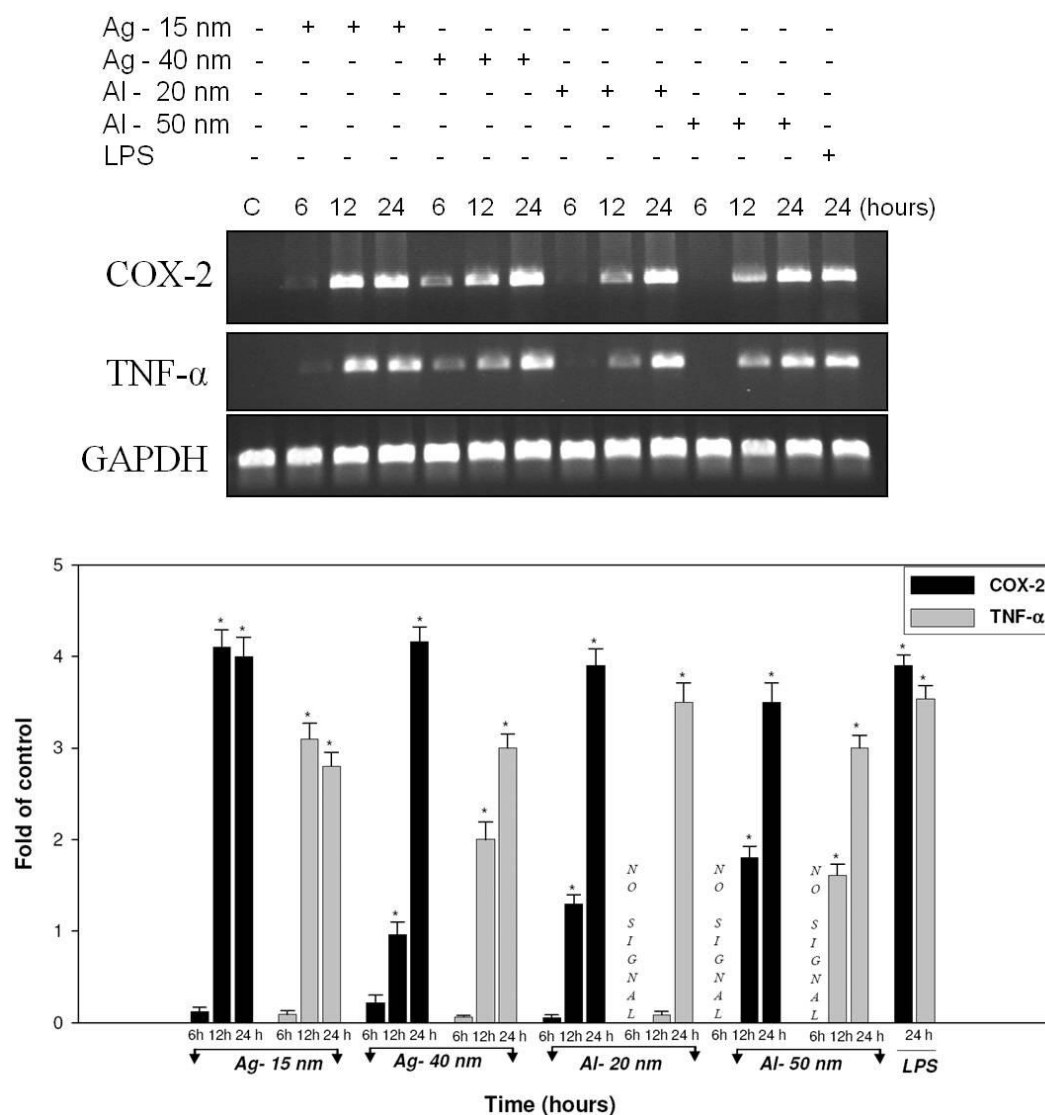 Ag - 15 nm - + + + - - - - - - - - - -
Ag - 40 nm - - - - + + + - - - - - - -
Al - 20 nm - - - - - - - + + + - - - -
Al - 50 nm - - - - - - - - - - + + + -
LPS - - - - - - - - - - - - - +
C 6 12 24 6 12 24 6 12 24 6 12 24 24 (hours)
COX-2
TNF-α
GAPDH
5
4
3
2
1
0
Fold of control
COX-2
TNF-α
* * * * * * * * * * * * * * * *
NO SIGNAL
NO SIGNAL
NO SIGNAL
6h 12h 24 h 6h 12h 24 h 6h 12h 24 h 6h 12h 24 h 6h 12h 24 h 6h 12h 24 h 6h 12h 24 h 6h 12h 24 h 24 h
Ag- 15 nm Ag- 40 nm Al- 20 nm Al- 50 nm LPS
Time (hours)